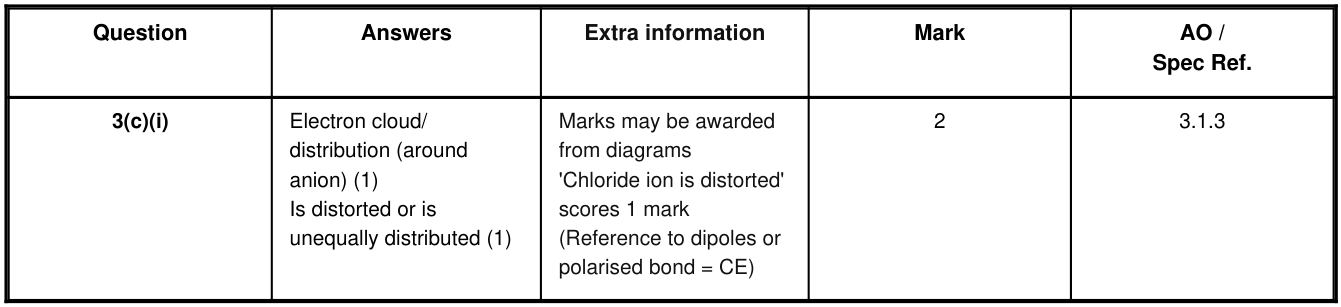 Question Answers Extra information Mark AO /
Spec Ref.
3(c)(i) Electron cloud/ Marks may be awarded 2 3.1.3
distribution (around from diagrams
anion) (1) 'Chloride ion is distorted'
Is distorted or is scores 1 mark
unequally distributed (1) (Reference to dipoles or
polarised bond = CE)